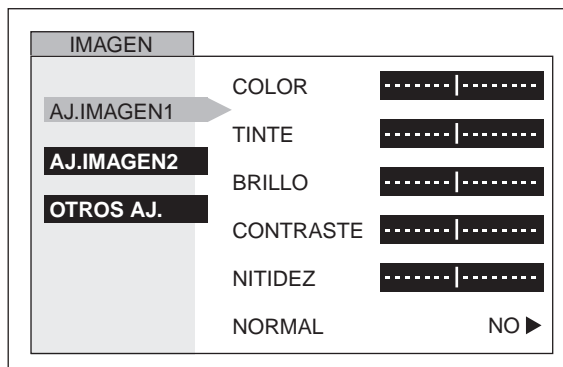 IMAGEN
AJ.IMAGEN1
AJ.IMAGEN2
OTROS AJ.
COLOR
TINTE
BRILLO
CONTRASTE
NITIDEZ
NORMAL NO